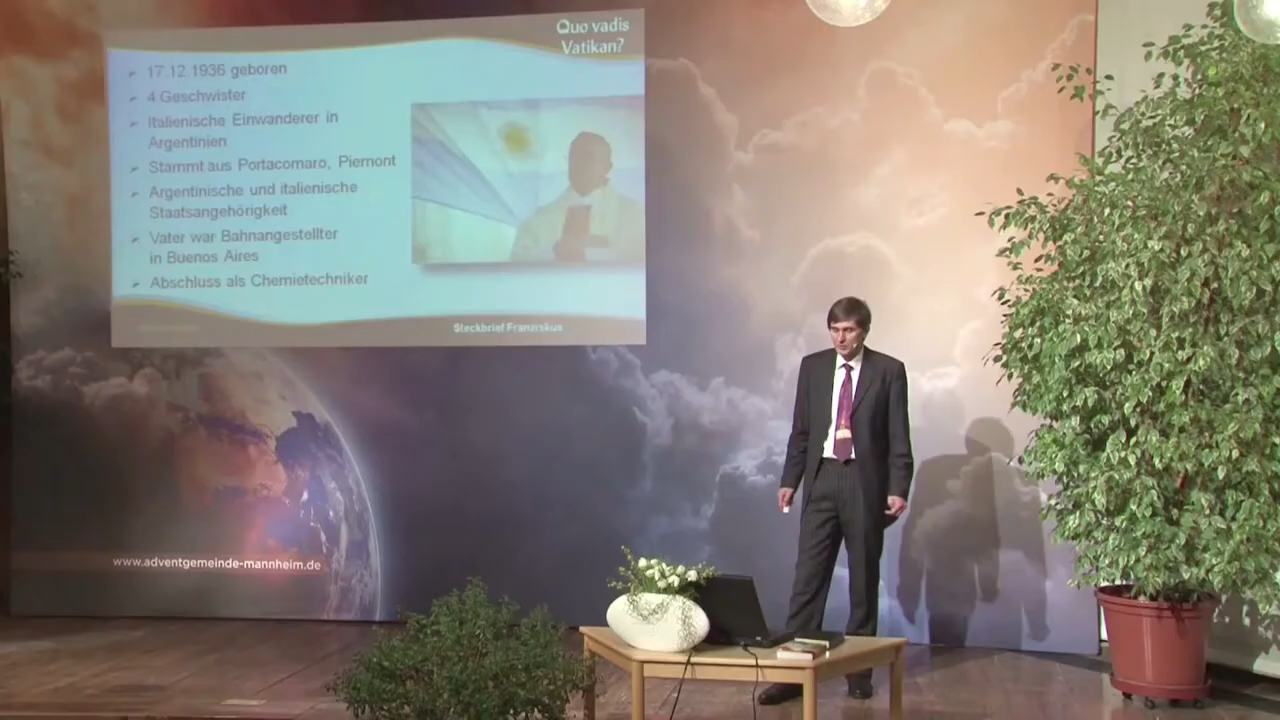 Quo vadis
Vatikan?
17.12.1936 geboren
4 Geschwister
Italienische Einwanderer in
Argentinien
Stammt aus Portacomaro, Piemont
Argentinische und italienische
Staatsangehörigkeit
Vater war Bahnangestellter
in Buenos Aires
Abschluss als Chemietechniker
Steckbrief Franziskus
www.adventgemeinde-mannheim.de